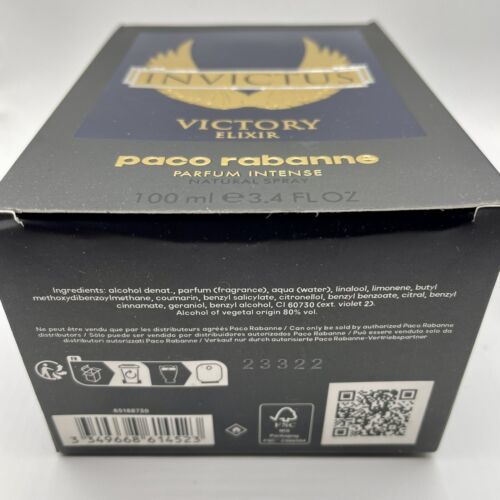 INVICTUS
VICTORY
ELIXIR
paco rabanne
PARFUM INTENSE
NATURAL SPRAY
100 ml e 3.4 FL OZ
Ingredients: alcohol denat., parfum (fragrance), aqua (water), linalool, limonene, butyl
methoxydibenzoylmethane, coumarin, benzyl salicylate, citronellol, benzyl benzoate, citral, benzyl
cinnamate, geraniol, benzyl alcohol, CI 60730 (ext. violet 2).
Alcohol of vegetal origin 80% vol.
Ne peut être vendu que par les distributeurs agréés Paco Rabanne / Can only be sold by authorized Paco Rabanne
distributors / Sólo puede ser vendido por distribuidores autorizados Paco Rabanne / Può essere venduto solo da
distributori autorizzati Paco Rabanne / Verkauf nur durch autorisierte Paco Rabanne-Vertriebspartner
FR
23322
65188730
3 349668 614523
FSC
MIX
Packaging